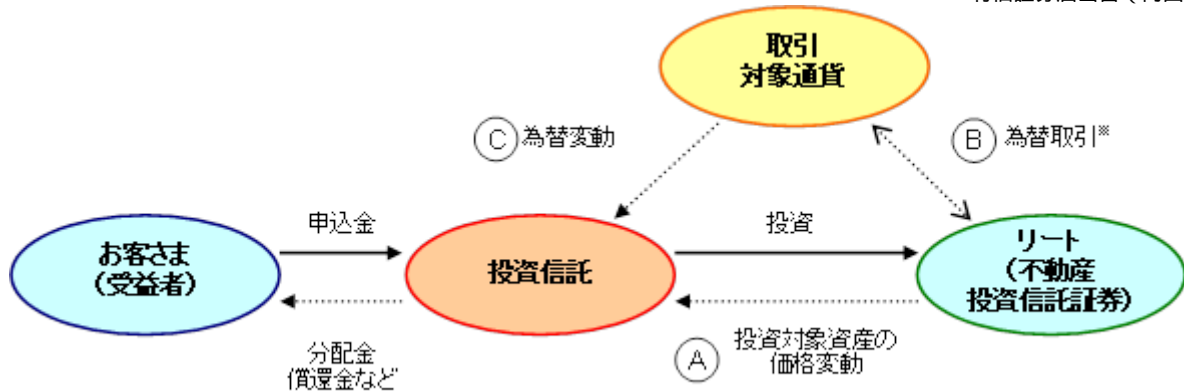 取引
対象通貨
C 為替変動
B 為替取引※
お客さま
(受益者)
申込金
投資信託
投資
リート
(不動産
投資信託証券)
分配金
償還金など
A 投資対象資産の
価格変動